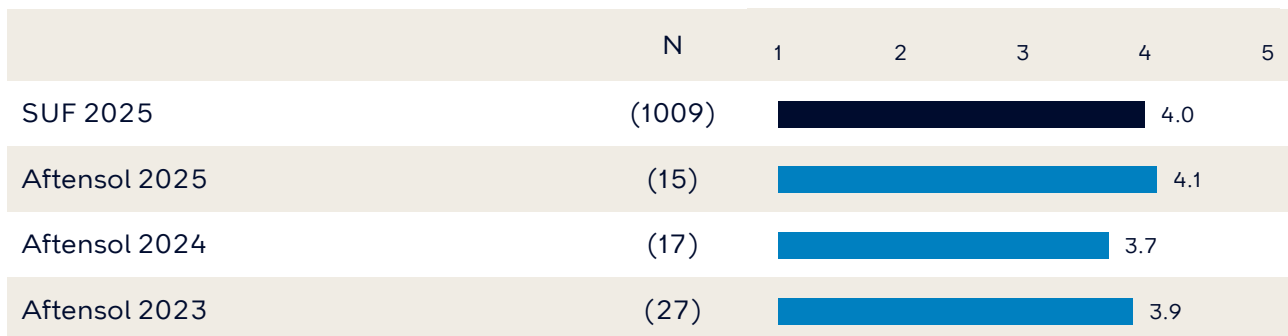 N 1 2 3 4 5
SUF 2025 (1009) 4.0
Aftensol 2025 (15) 4.1
Aftensol 2024 (17) 3.7
Aftensol 2023 (27) 3.9